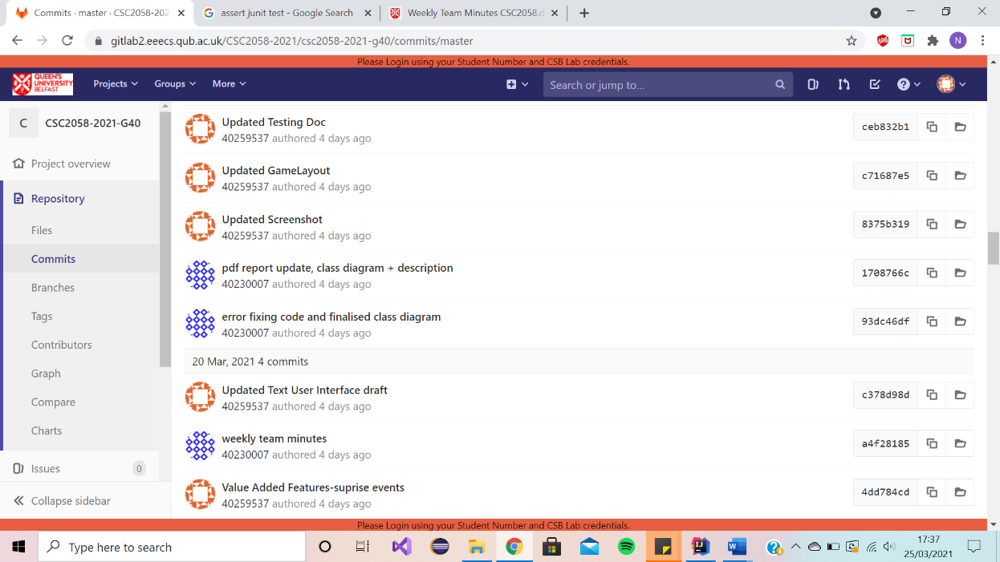 Commits · master · CSC2058-202
assert junit test - Google Search
Weekly Team Minutes CSC2058.d
gitlab2.eeecs.qub.ac.uk/CSC2058-2021/csc2058-2021-g40/commits/master
N
Please Login using your Student Number and CSB Lab credentials.
QUEEN'S
UNIVERSITY
BELFAST
Projects
Groups
More
Search or jump to...
C
CSC2058-2021-G40
Project overview
Repository
Files
Commits
Branches
Tags
Contributors
Graph
Compare
Charts
Issues
0
Collapse sidebar
Updated Testing Doc
40259537 authored 4 days ago
ceb832b1
Updated GameLayout
40259537 authored 4 days ago
c71687e5
Updated Screenshot
40259537 authored 4 days ago
8375b319
pdf report update, class diagram + description
40230007 authored 4 days ago
1708766c
error fixing code and finalised class diagram
40230007 authored 4 days ago
93dc46df
20 Mar, 2021 4 commits
Updated Text User Interface draft
40259537 authored 4 days ago
c378d98d
weekly team minutes
40230007 authored 4 days ago
a4f28185
Value Added Features-suprise events
40259537 authored 4 days ago
4dd784cd
Please Login using your Student Number and CSB Lab credentials.
Type here to search
17:37
25/03/2021